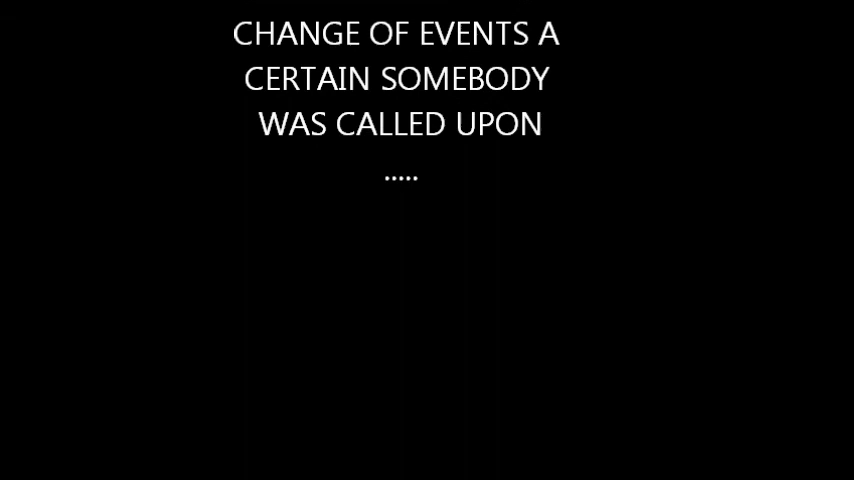 CHANGE OF EVENTS A
CERTAIN SOMEBODY
WAS CALLED UPON
.....